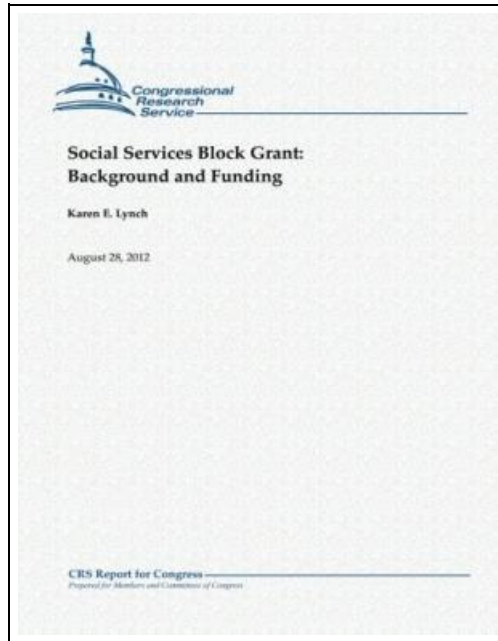 Congressional
Research
Service
Social Services Block Grant:
Background and Funding
Karen E. Lynch
August 28, 2012
CRS Report for Congress
Prepared for Members and Committees of Congress